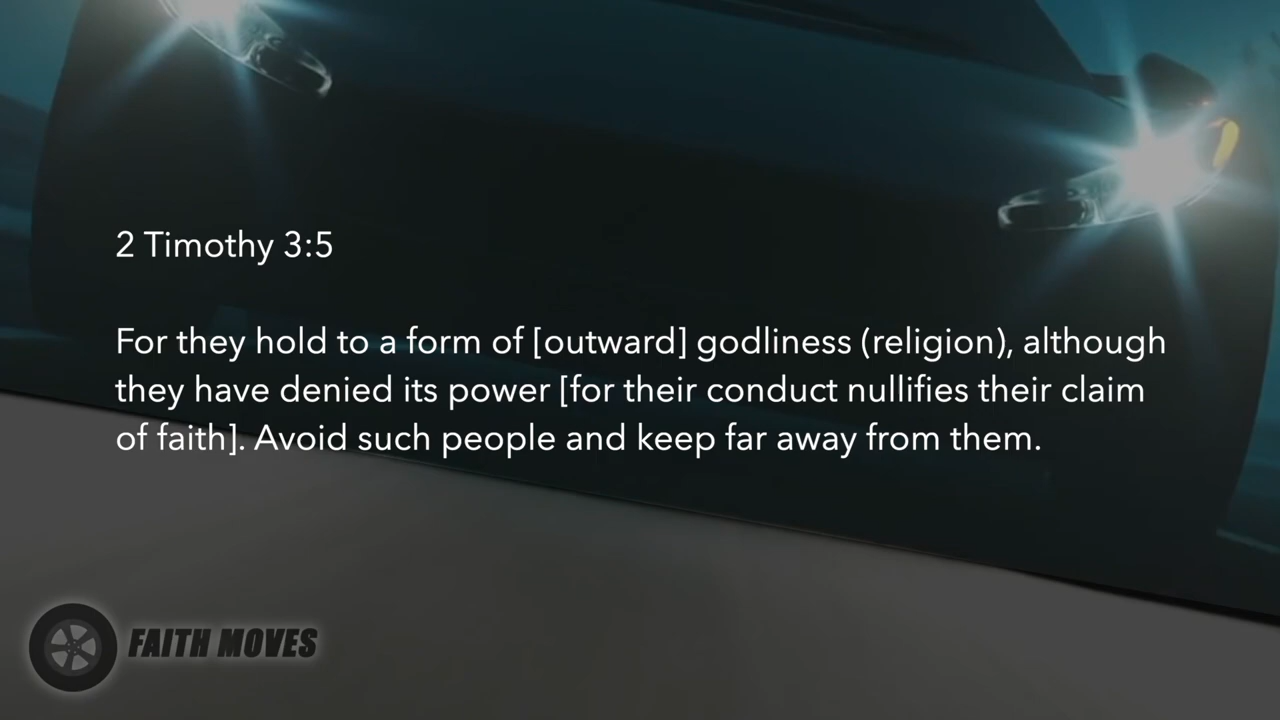 2 Timothy 3:5
For they hold to a form of [outward] godliness (religion), although
they have denied its power [for their conduct nullifies their claim
of faith]. Avoid such people and keep far away from them.
FAITH MOVES